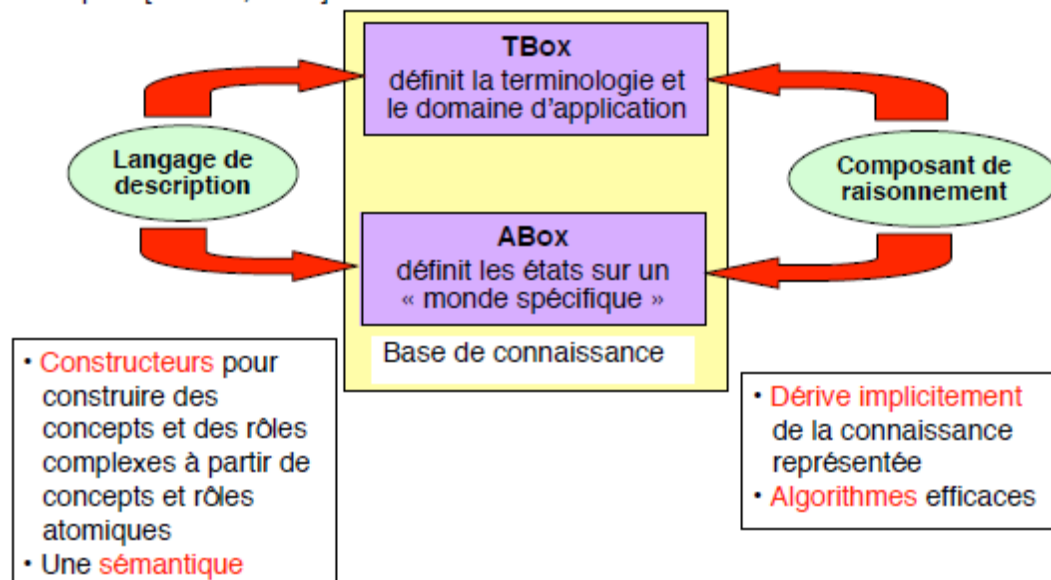 TBox
définit la terminologie et
le domaine d'application
Langage de
description
Composant de
raisonnement
ABox
définit les états sur un
« monde spécifique »
Base de connaissance
• Constructeurs pour
construire des
concepts et des rôles
complexes à partir de
concepts et rôles
atomiques
• Une sémantique
• Dérive implicitement
de la connaissance
représentée
• Algorithmes efficaces